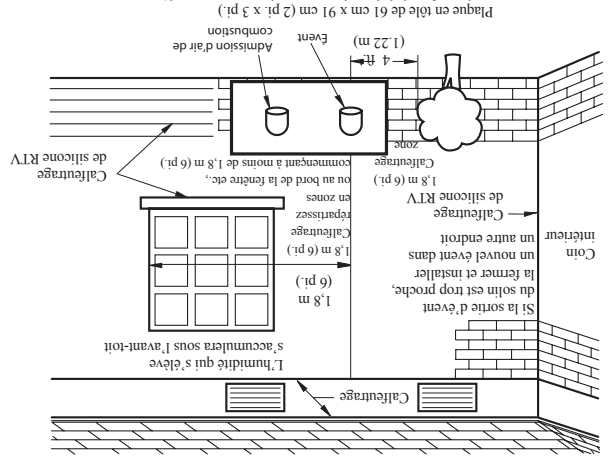 Calfeutrage
L'humidité qui s'élève
s'accumulera sous l'avant-toit
Si la sortie d'évent
du solin est trop proche,
la fermer et installer
un nouvel évent dans
un autre endroit
Coin
intérieur
1,8 m
(6 pi.)
1,8 m (6 pi.)
Calfeutrage
répartissez
en zones
ou au bord de la fenêtre etc.,
commençant à moins de 1,8 m (6 pi.)
Calfeutrage
de silicone RTV
1,8 m (6 pi.)
Calfeutrage
zone
Calfeutrage
de silicone RTV
4 ft.
(1.22 m)
Évent
Admission d'air de
combustion
Plaque en tôle de 61 cm x 91 cm (2 pi. x 3 pi.)